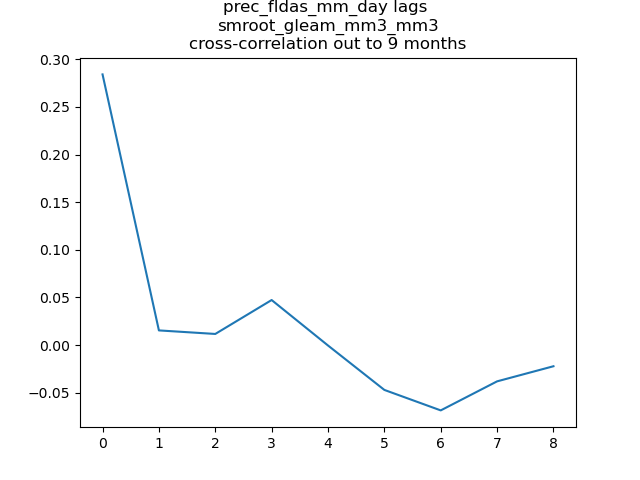 prec_fldas_mm_day lags
smroot_gleam_mm3_mm3
cross-correlation out to 9 months
0.30
0.25
0.20
0.15
0.10
0.05
0.00
−0.05
0 1 2 3 4 5 6 7 8